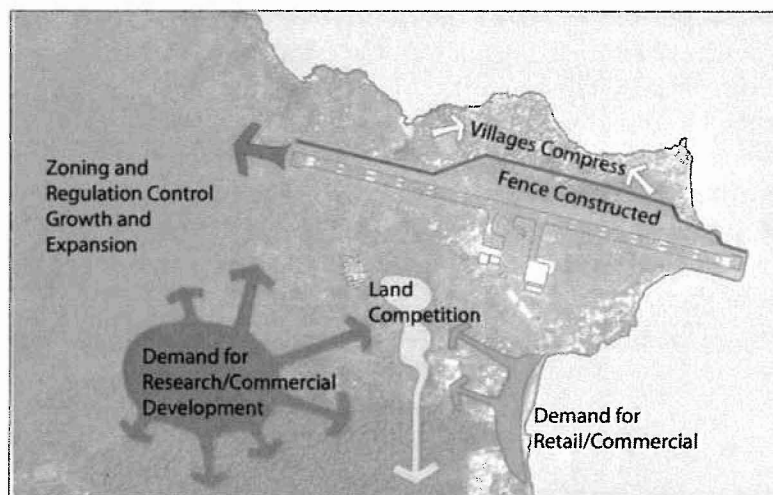 Villages Compress
Zoning and
Regulation Control
Growth and
Expansion
Fence Constructed
Land
Competition
Demand for
Research/Commercial
Development
Demand for
Retail/Commercial